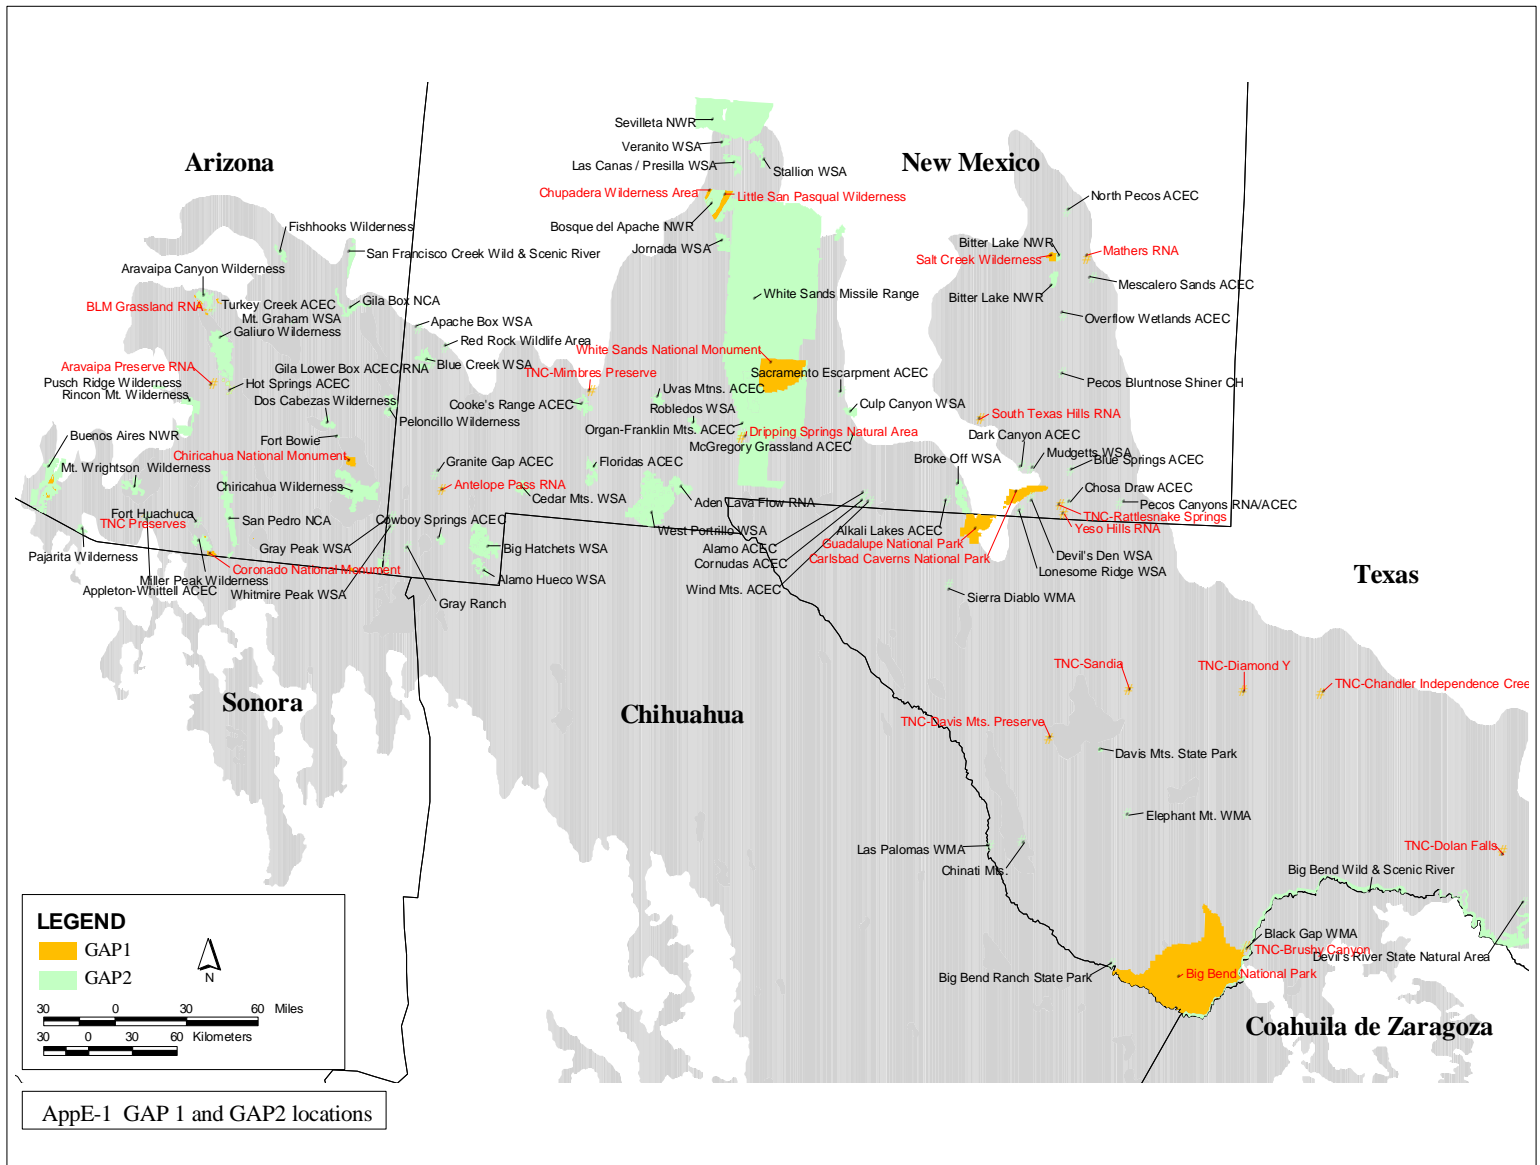 Sevilleta NWR
Veranito WSA
Las Canas / Presilla WSA
Stallion WSA
Arizona
New Mexico
Chupadera Wilderness Area
Little San Pasqual Wilderness
North Pecos ACEC
Bosque del Apache NWR
Fishhooks Wilderness
San Francisco Creek Wild & Scenic River
Jornada WSA
Bitter Lake NWR
Mathers RNA
Salt Creek Wilderness
Aravaipa Canyon Wilderness
Mescalero Sands ACEC
Bitter Lake NWR
White Sands Missile Range
BLM Grassland RNA
Turkey Creek ACEC
Gila Box NCA
Mt. Graham WSA
Overflow Wetlands ACEC
Galiuro Wilderness
Apache Box WSA
Red Rock Wildlife Area
White Sands National Monument
Aravaipa Preserve RNA
Gila Lower Box ACEC/RNA
Blue Creek WSA
TNC-Mimbres Preserve
Sacramento Escarpment ACEC
Pecos Bluntnose Shiner CH
Pusch Ridge Wilderness
Hot Springs ACEC
Uvas Mtns. ACEC
Rincon Mt. Wilderness
Dos Cabezas Wilderness
Cooke's Range ACEC
Robledos WSA
Culp Canyon WSA
Peloncillo Wilderness
Organ-Franklin Mts. ACEC
Dripping Springs Natural Area
South Texas Hills RNA
Buenos Aires NWR
Fort Bowie
McGregory Grassland ACEC
Dark Canyon ACEC
Mudgetts WSA
Chiricahua National Monument
Granite Gap ACEC
Floridas ACEC
Broke Off WSA
Blue Springs ACEC
Mt. Wrightson Wilderness
Chiricahua Wilderness
Antelope Pass RNA
Cedar Mts. WSA
Aden Lava Flow RNA
Chosa Draw ACEC
Pecos Canyons RNA/ACEC
Fort Huachuca
TNC Preserves
San Pedro NCA
Cowboy Springs ACEC
TNC-Rattlesnake Springs
Yeso Hills RNA
West Portrillo WSA
Alkali Lakes ACEC
Pajarita Wilderness
Gray Peak WSA
Big Hatchets WSA
Alamo ACEC
Guadalupe National Park
Devil's Den WSA
Cornudas ACEC
Carlsbad Caverns National Park
Coronado National Monument
Lonesome Ridge WSA
Miller Peak Wilderness
Alamo Hueco WSA
Texas
Appleton-Whittell ACEC
Whitmire Peak WSA
Wind Mts. ACEC
Sierra Diablo WMA
Gray Ranch
TNC-Sandia
TNC-Diamond Y
TNC-Chandler Independence Cree
Sonora
Chihuahua
TNC-Davis Mts. Preserve
Davis Mts. State Park
Elephant Mt. WMA
Las Palomas WMA
TNC-Dolan Falls
Chinati Mts.
Big Bend Wild & Scenic River
Black Gap WMA
TNC-Brushy Canyon
Devil's River State Natural Area
Big Bend Ranch State Park
Big Bend National Park
Coahuila de Zaragoza
LEGEND
GAP1
GAP2
N
30 0 30 60 Miles
30 0 30 60 Kilometers
AppE-1 GAP 1 and GAP2 locations